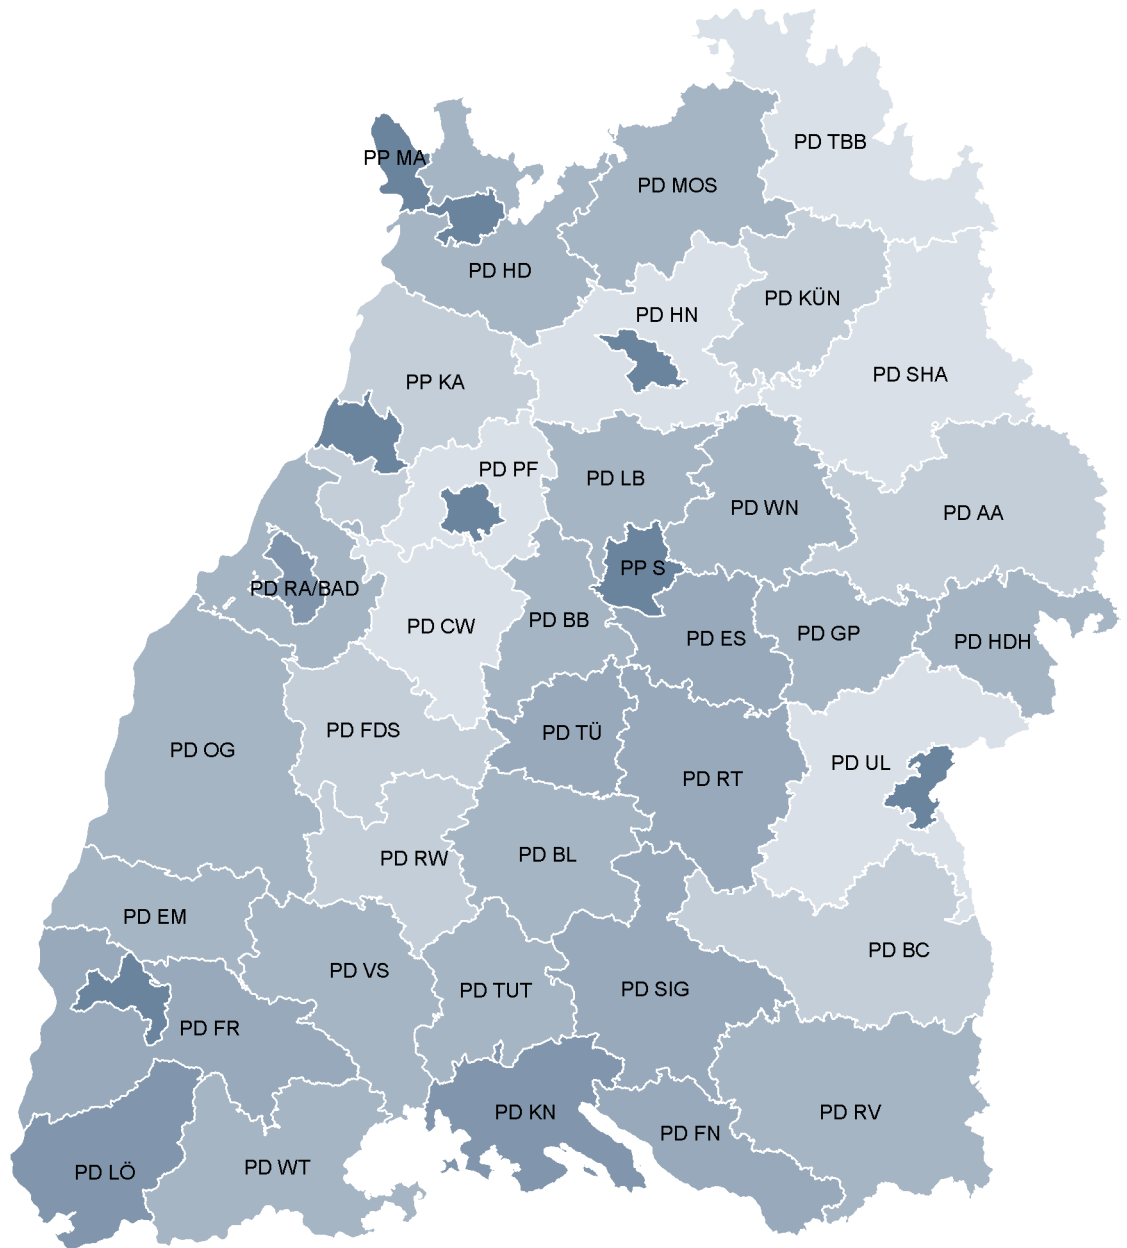 PD TBB
PP MA
PD MOS
PD HD
PD KÜN
PD HN
PD SHA
PP KA
PD PF
PD LB
PD WN
PD AA
PP S
PD RA/BAD
PD CW
PD BB
PD ES
PD GP
PD HDH
PD FDS
PD TÜ
PD OG
PD UL
PD RT
PD RW
PD BL
PD EM
PD BC
PD VS
PD TUT
PD SIG
PD FR
PD KN
PD RV
PD FN
PD LÖ
PD WT